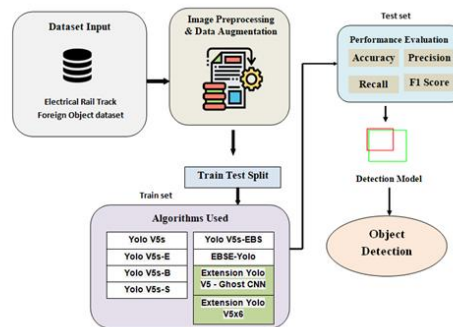 Dataset Input
Electrical Rail Track
Foreign Object dataset
Image Preprocessing
& Data Augmentation
Train Test Split
Train set
Algorithms Used
Yolo V5s
Yolo V5s-E
Yolo V5s-B
Yolo V5s-S
Yolo V5s-EBS
EBSE-Yolo
Extension Yolo
V5 - Ghost CNN
Extension Yolo
V5x6
Test set
Performance Evaluation
Accuracy
Precision
Recall
F1 Score
Detection Model
Object
Detection